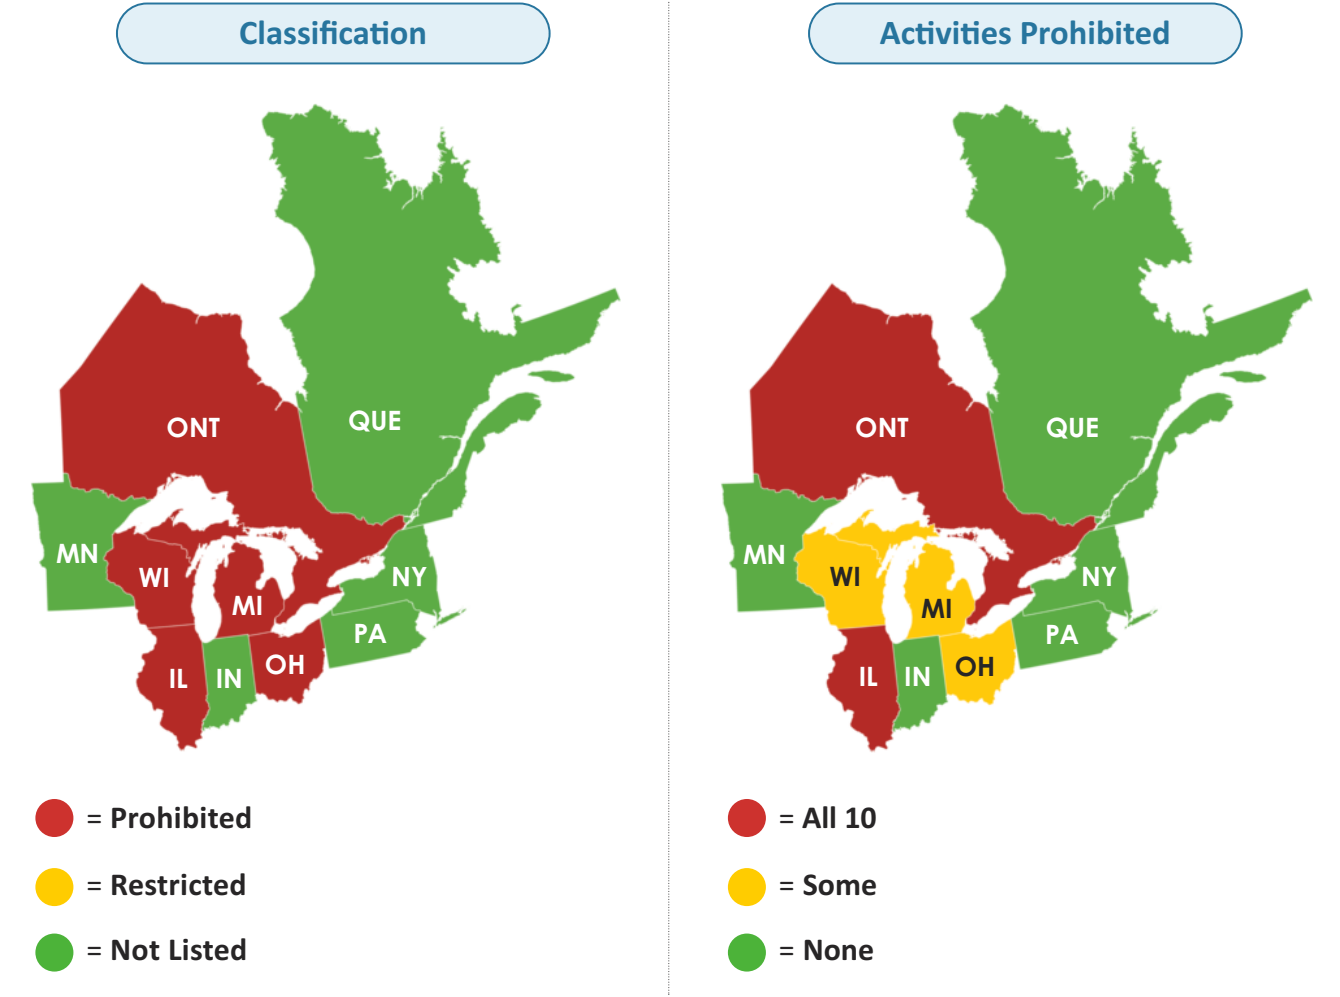 Classification
ONT
QUE
MN
WI
MI
NY
PA
IL
IN
OH
= Prohibited
= Restricted
= Not Listed
Activities Prohibited
ONT
QUE
MN
WI
MI
NY
PA
IL
IN
OH
= All 10
= Some
= None